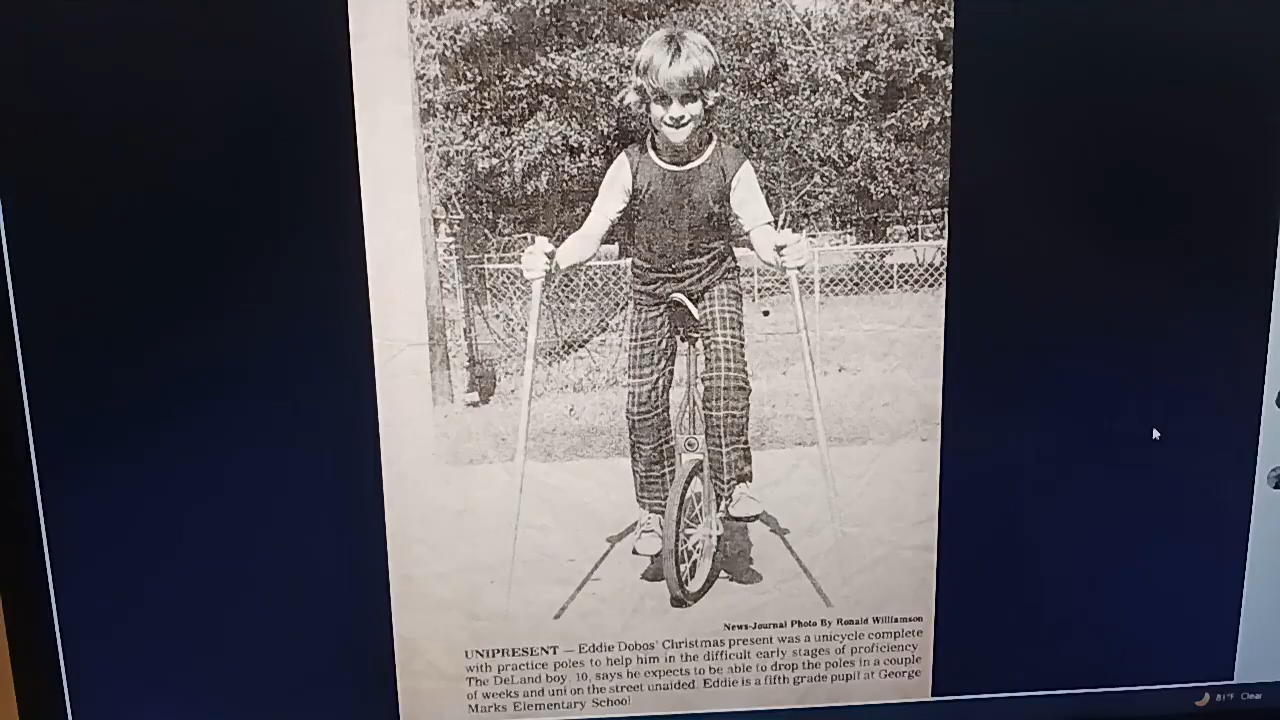 News-Journal Photo By Ronald Williamson
UNIPRESENT — Eddie Dobos' Christmas present was a unicycle complete
with practice poles to help him in the difficult early stages of proficiency.
The DeLand boy, 10, says he expects to be able to drop the poles in a couple
of weeks and uni on the street unaided. Eddie is a fifth grade pupil at George
Marks Elementary School
81°F Clear